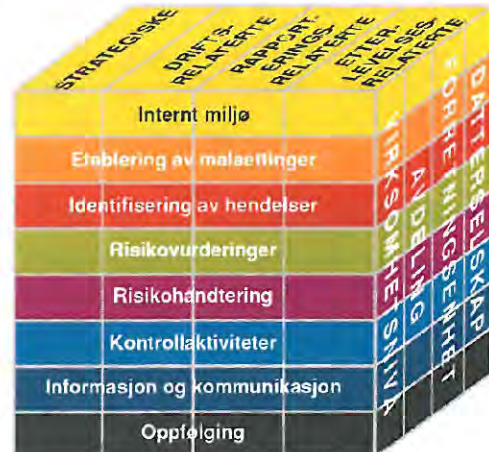 STRATEGISKE
DRIFTS-
RELATERTE
RAPPORT-
ERINGS-
RELATERTE
ETTER-
LEVELSES-
RELATERTE
Internt miljø
Etablering av målsettinger
Identifisering av hendelser
Risikovurderinger
Risikohåndtering
Kontrollaktiviteter
Informasjon og kommunikasjon
Oppfølging
VIRKSOMHETSNIVÅ
AVDELING
FORRETNINGSENHET
DATTERSELSKAP